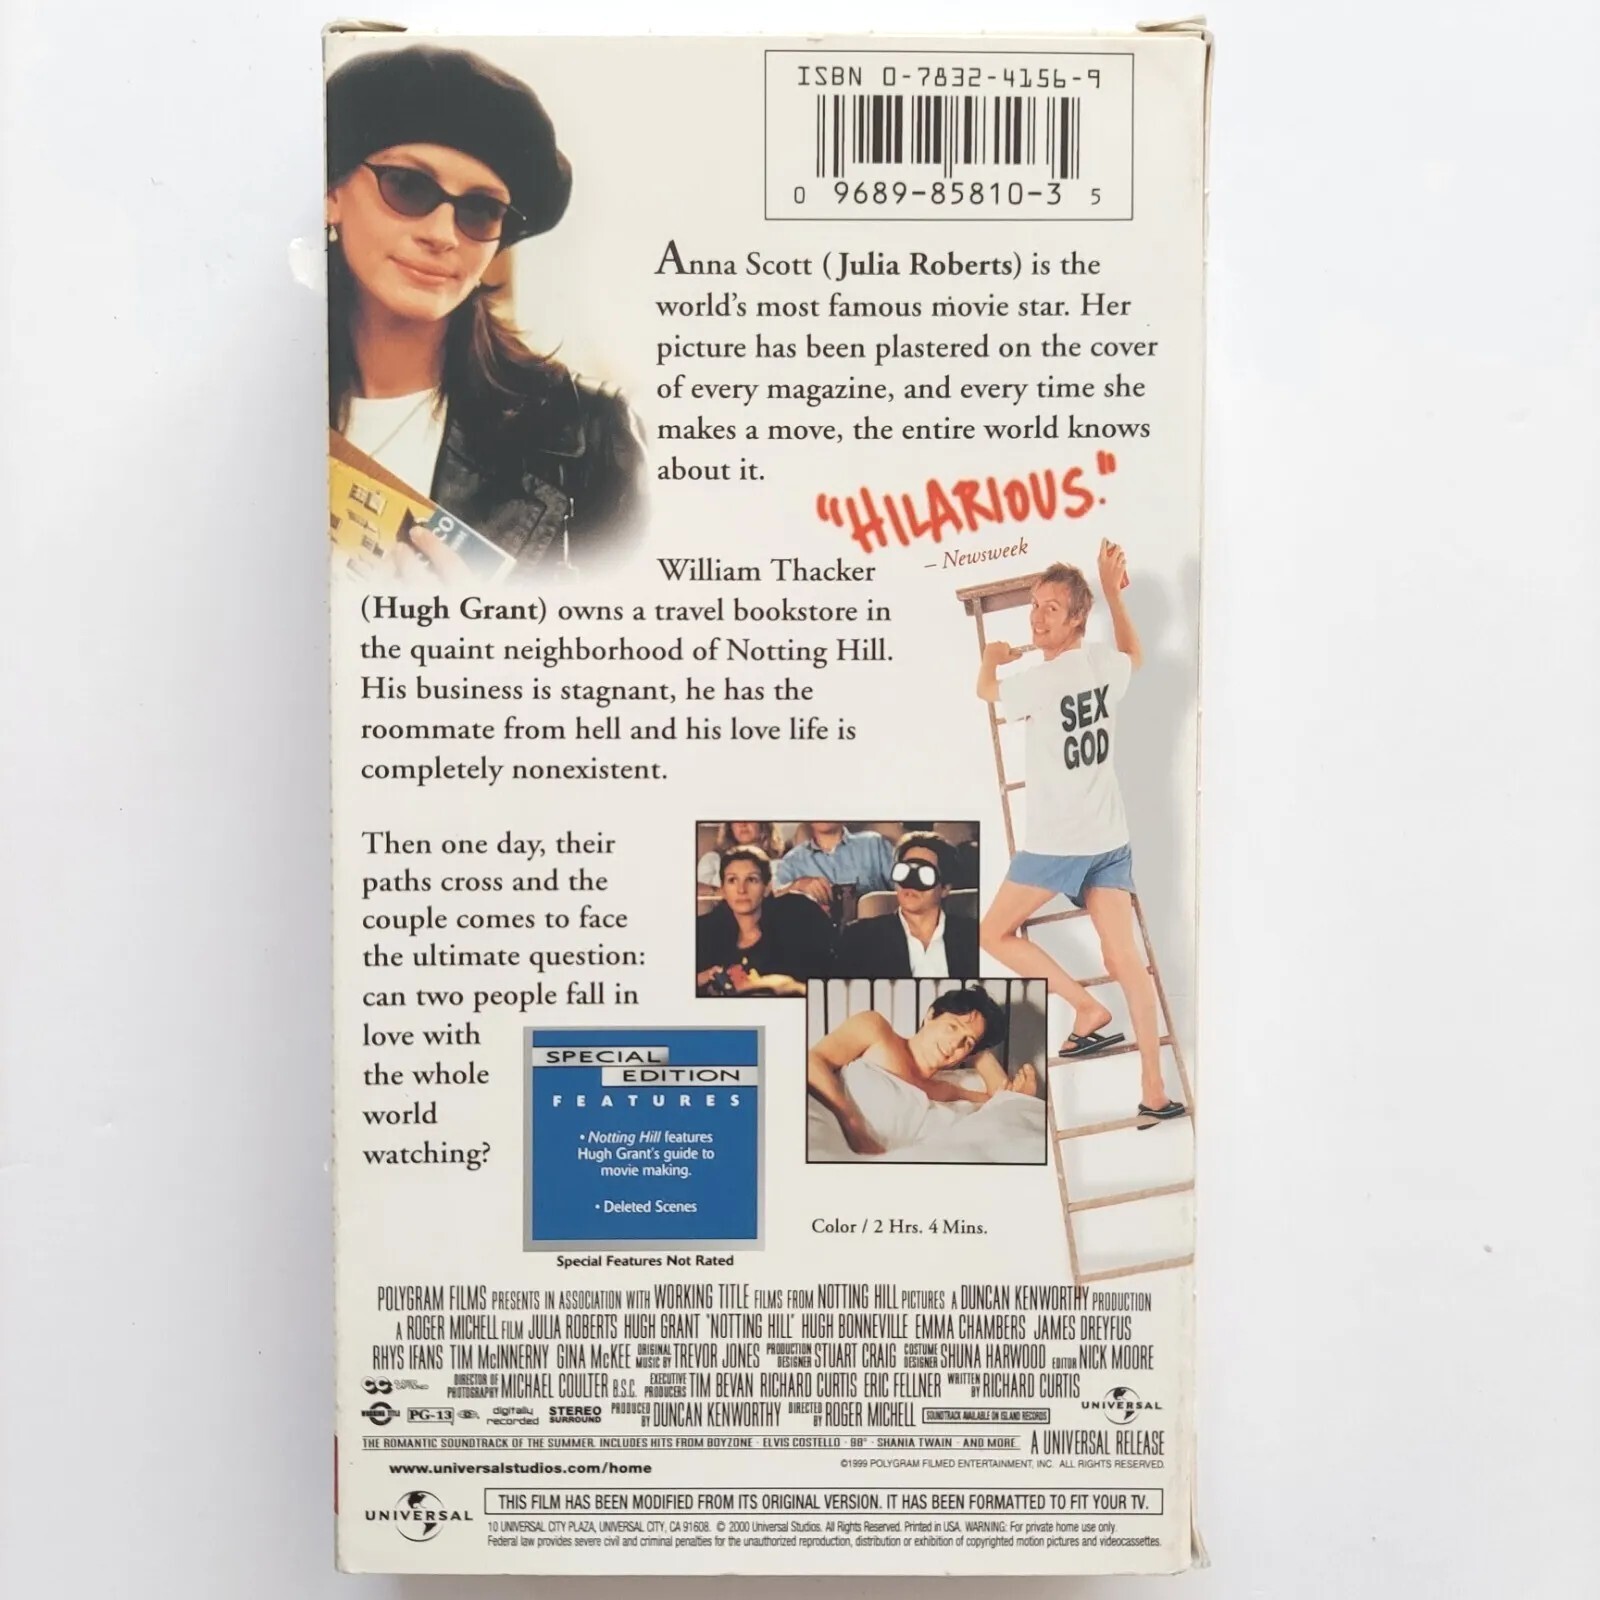 ISBN 0-7832-4156-9
0 9689-85810-3 5
Anna Scott (Julia Roberts) is the
world's most famous movie star. Her
picture has been plastered on the cover
of every magazine, and every time she
makes a move, the entire world knows
about it.
"HILARIOUS."
– Newsweek
William Thacker
(Hugh Grant) owns a travel bookstore in
the quaint neighborhood of Notting Hill.
His business is stagnant, he has the
roommate from hell and his love life is
completely nonexistent.
SEX
GOD
Then one day, their
paths cross and the
couple comes to face
the ultimate question:
can two people fall in
love with
the whole
world
watching?
SPECIAL
EDITION
FEATURES
• Notting Hill features
Hugh Grant's guide to
movie making.
• Deleted Scenes
Special Features Not Rated
Color / 2 Hrs. 4 Mins.
POLYGRAM FILMS PRESENTS IN ASSOCIATION WITH WORKING TITLE FILMS FROM NOTTING HILL PICTURES A DUNCAN KENWORTHY PRODUCTION
A ROGER MICHELL FILM JULIA ROBERTS HUGH GRANT "NOTTING HILL" HUGH BONNEVILLE EMMA CHAMBERS JAMES DREYFUS
RHYS IFANS TIM McINNERNY GINA McKEE ORIGINAL MUSIC BY TREVOR JONES PRODUCTION DESIGNER STUART CRAIG COSTUME DESIGNER SHUNA HARWOOD EDITOR NICK MOORE
CC CLOSED CAPTIONED DIRECTOR OF PHOTOGRAPHY MICHAEL COULTER B.S.C. EXECUTIVE PRODUCERS TIM BEVAN RICHARD CURTIS ERIC FELLNER WRITTEN BY RICHARD CURTIS
WORKING TITLE PG-13 digitally recorded STEREO SURROUND PRODUCED BY DUNCAN KENWORTHY DIRECTED BY ROGER MICHELL SOUNDTRACK AVAILABLE ON ISLAND RECORDS UNIVERSAL
THE ROMANTIC SOUNDTRACK OF THE SUMMER. INCLUDES HITS FROM BOYZONE · ELVIS COSTELLO · 98° · SHANIA TWAIN · AND MORE. A UNIVERSAL RELEASE
www.universalstudios.com/home ©1999 POLYGRAM FILMED ENTERTAINMENT, INC. ALL RIGHTS RESERVED.
UNIVERSAL
THIS FILM HAS BEEN MODIFIED FROM ITS ORIGINAL VERSION. IT HAS BEEN FORMATTED TO FIT YOUR TV.
10 UNIVERSAL CITY PLAZA, UNIVERSAL CITY, CA 91608. © 2000 Universal Studios. All Rights Reserved. Printed in USA. WARNING: For private home use only.
Federal law provides severe civil and criminal penalties for the unauthorized reproduction, distribution or exhibition of copyrighted motion pictures and videocassettes.